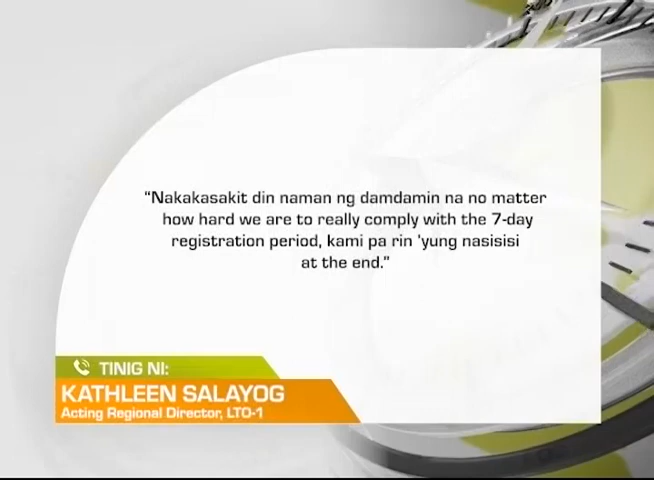 “Nakakasakit din naman ng damdamin na no matter
how hard we are to really comply with the 7-day
registration period, kami pa rin 'yung nasisisi
at the end.”
TINIG NI:
KATHLEEN SALAYOG
Acting Regional Director, LTO-1